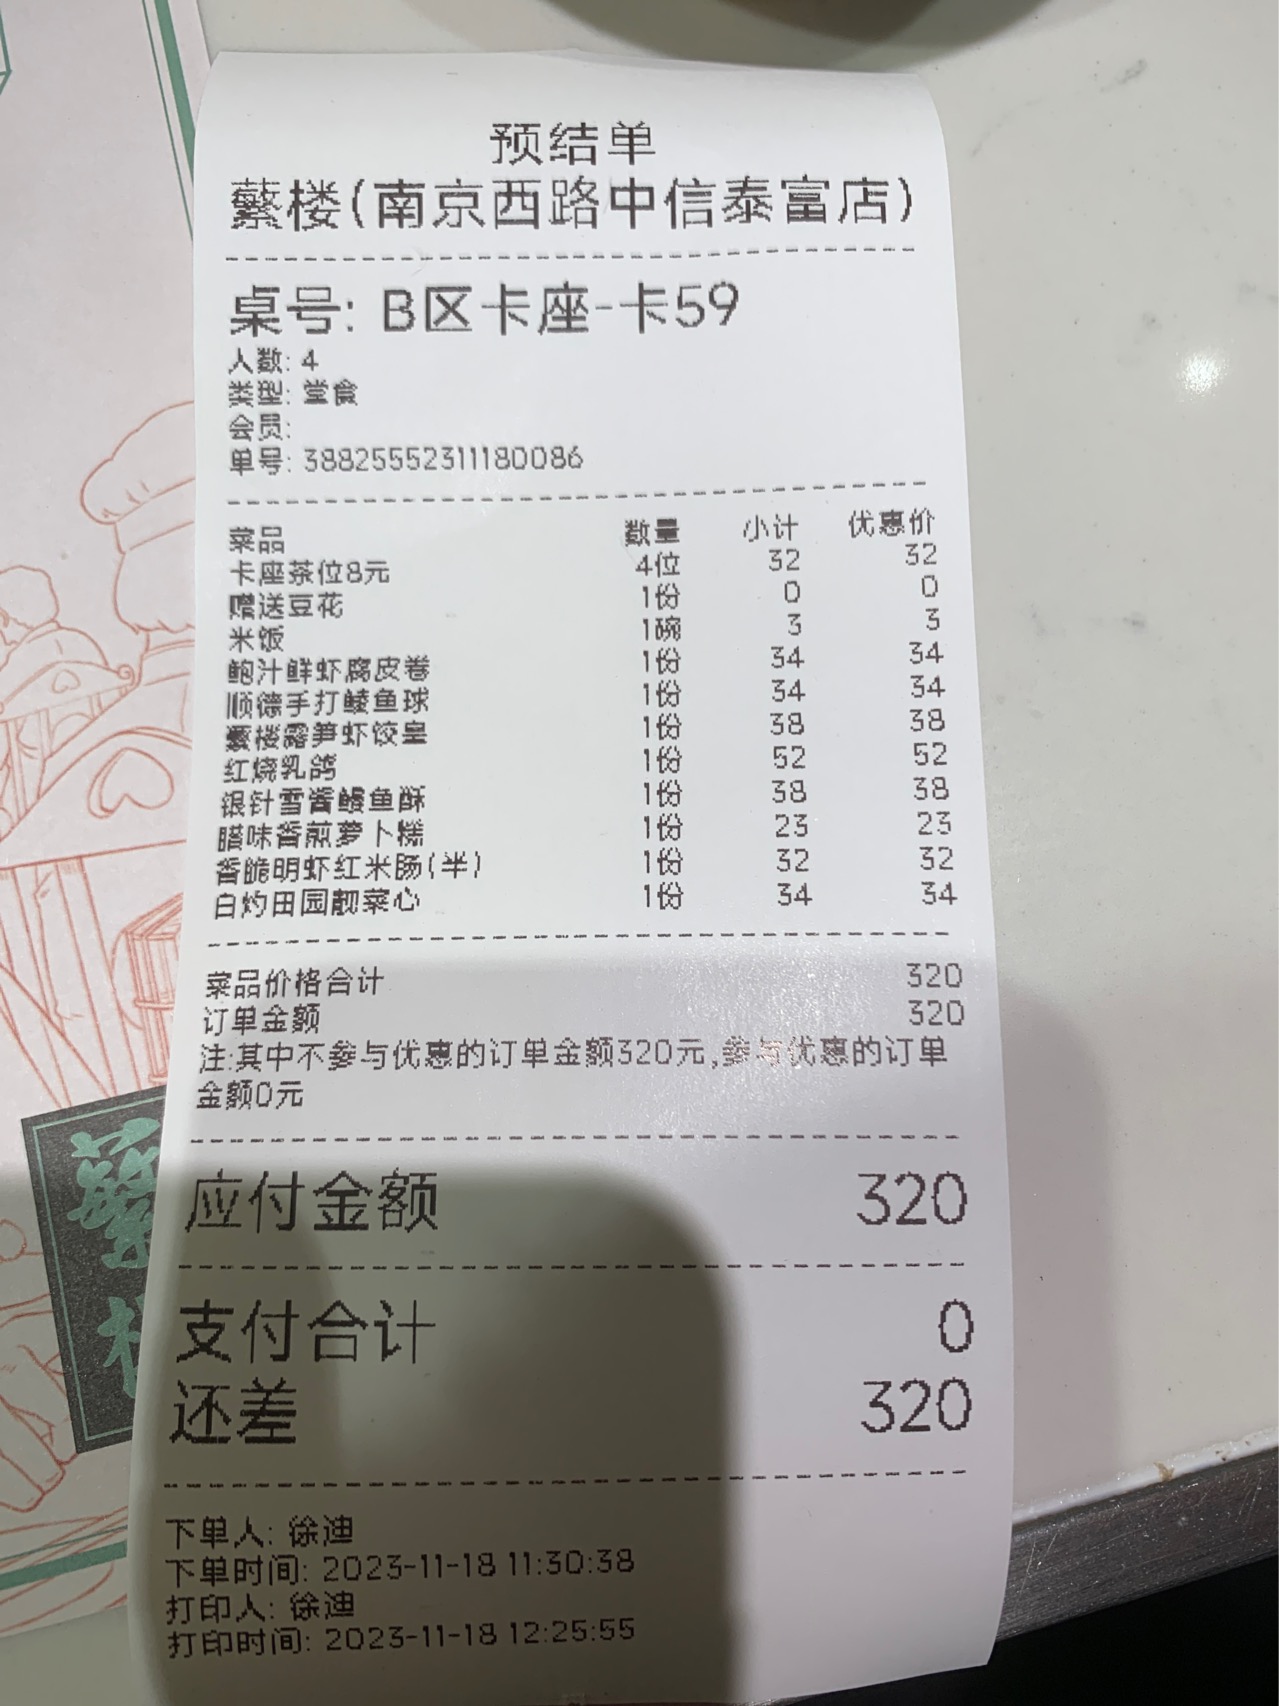 预结单
蘩楼(南京西路中信泰富店)
桌号: B区卡座-卡59
人数: 4
类型: 堂食
会员:
单号: 38825552311180086
菜品 数量 小计 优惠价
卡座茶位8元 4位 32 32
赠送豆花 1份 0 0
米饭 1碗 3 3
鲍汁鲜虾腐皮卷 1份 34 34
顺德手打鲮鱼球 1份 34 34
蘩楼露笋虾饺皇 1份 38 38
红烧乳鸽 1份 52 52
银针雪酱鳗鱼酥 1份 38 38
腊味香煎萝卜糕 1份 23 23
香脆明虾红米肠(半) 1份 32 32
白灼田园靓菜心 1份 34 34
菜品价格合计 320
订单金额 320
注:其中不参与优惠的订单金额320元,参与优惠的订单
金额0元
应付金额 320
支付合计 0
还差 320
下单人: 徐迪
下单时间: 2023-11-18 11:30:38
打印人: 徐迪
打印时间: 2023-11-18 12:25:55
蘩
楼